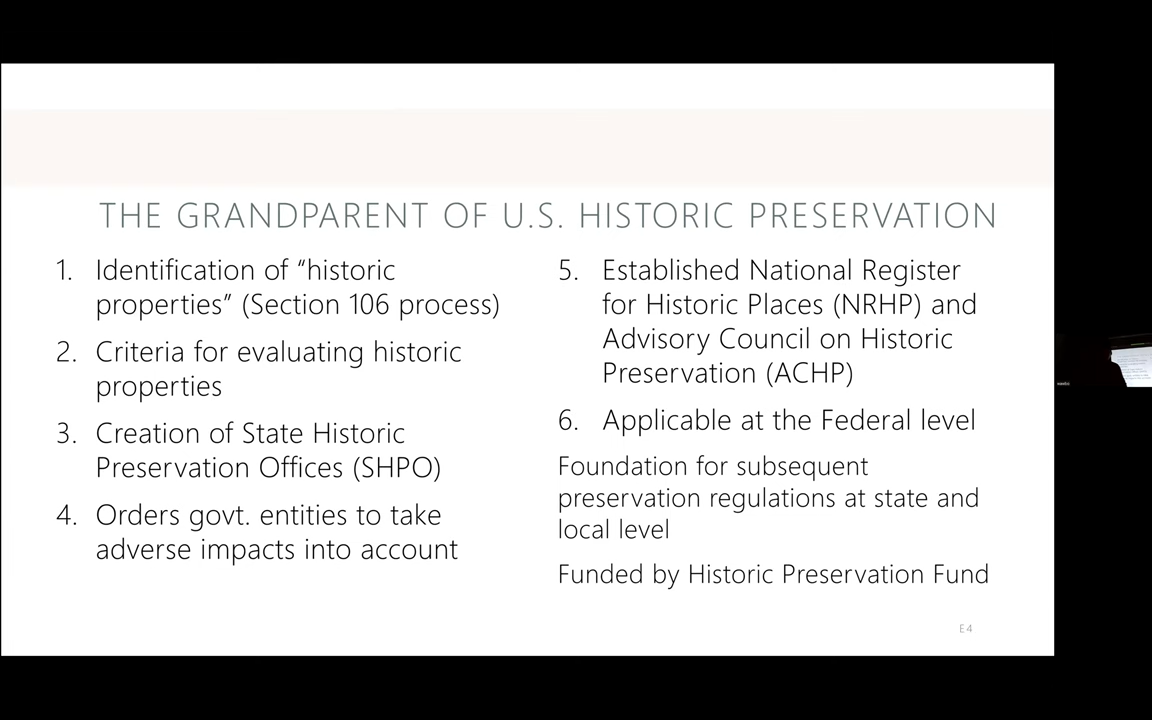 THE GRANDPARENT OF U.S. HISTORIC PRESERVATION
1. Identification of “historic
properties” (Section 106 process)
2. Criteria for evaluating historic
properties
3. Creation of State Historic
Preservation Offices (SHPO)
4. Orders govt. entities to take
adverse impacts into account
5. Established National Register
for Historic Places (NRHP) and
Advisory Council on Historic
Preservation (ACHP)
6. Applicable at the Federal level
Foundation for subsequent
preservation regulations at state and
local level
Funded by Historic Preservation Fund
E4